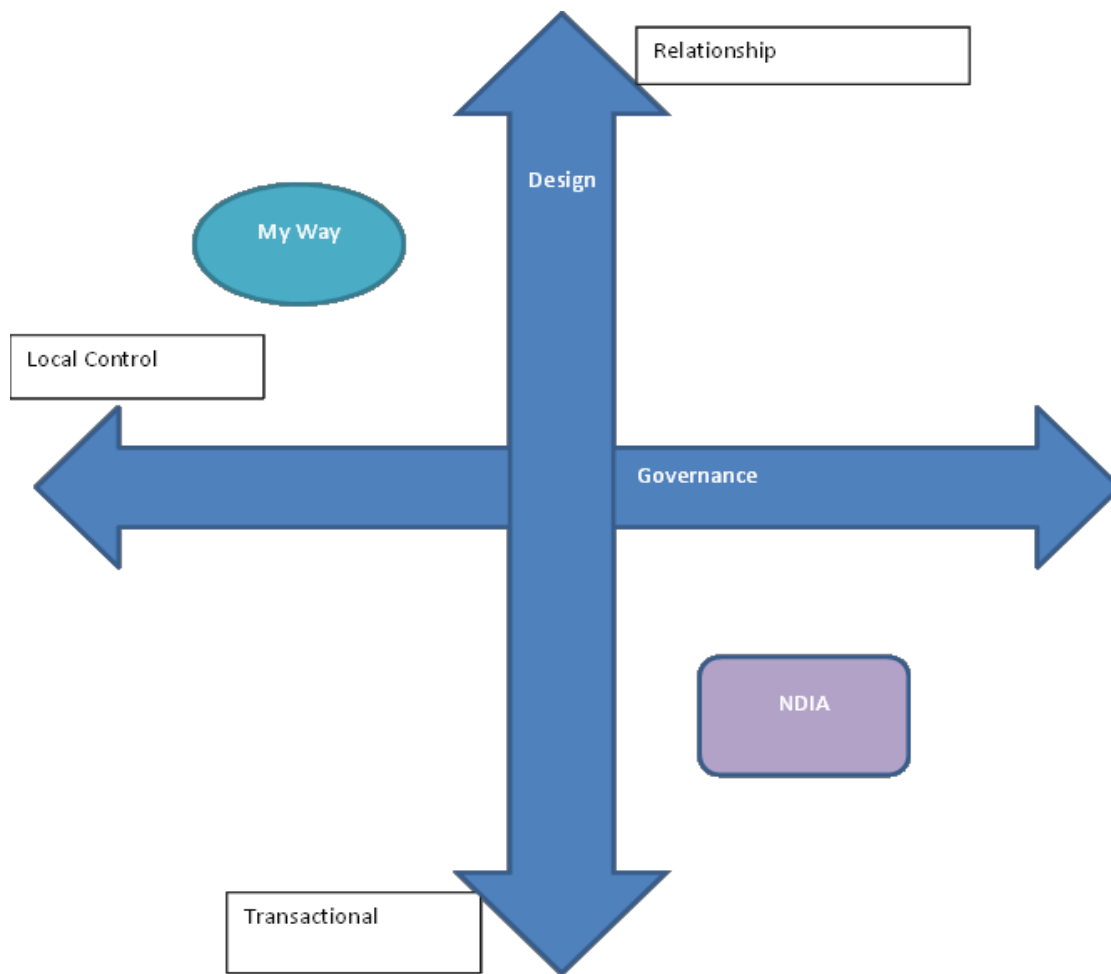 Relationship
Design
My Way
Local Control
Governance
NDIA
Transactional